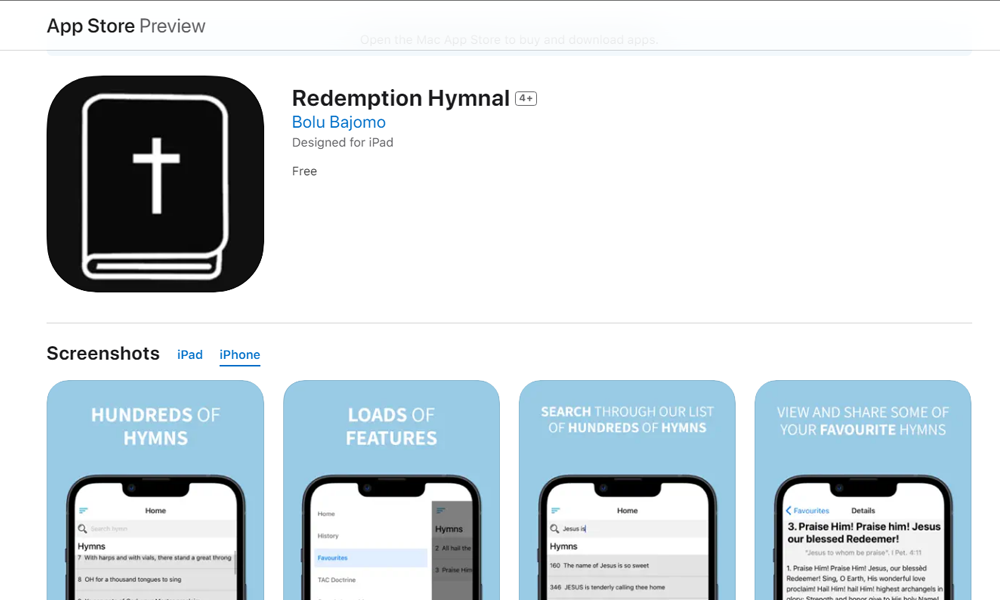 App Store Preview
Open the Mac App Store to buy and download apps.
Redemption Hymnal 4+
Bolu Bajomo
Designed for iPad
Free
Screenshots iPad iPhone
HUNDREDS OF
HYMNS
Home
Search hymn
Hymns
7 With harps and with vials, there stand a great throng
8 OH for a thousand tongues to sing
LOADS OF
FEATURES
Home
History
Favourites
TAC Doctrine
Hymns
2 All hail the
3 Praise Him
SEARCH THROUGH OUR LIST
OF HUNDREDS OF HYMNS
Home
Jesus is
Hymns
160 The name of Jesus is so sweet
346 JESUS is tenderly calling thee home
VIEW AND SHARE SOME OF
YOUR FAVOURITE HYMNS
Favourites Details
3. Praise Him! Praise him! Jesus
our blessed Redeemer!
"Jesus to whom be praise". I Pet. 4:11
1. Praise Him! Praise Him! Jesus, our blessèd
Redeemer! Sing, O Earth, His wonderful love
proclaim! Hail Him! hail Him! highest archangels in
glory; Strength and honor give to His holy Name!